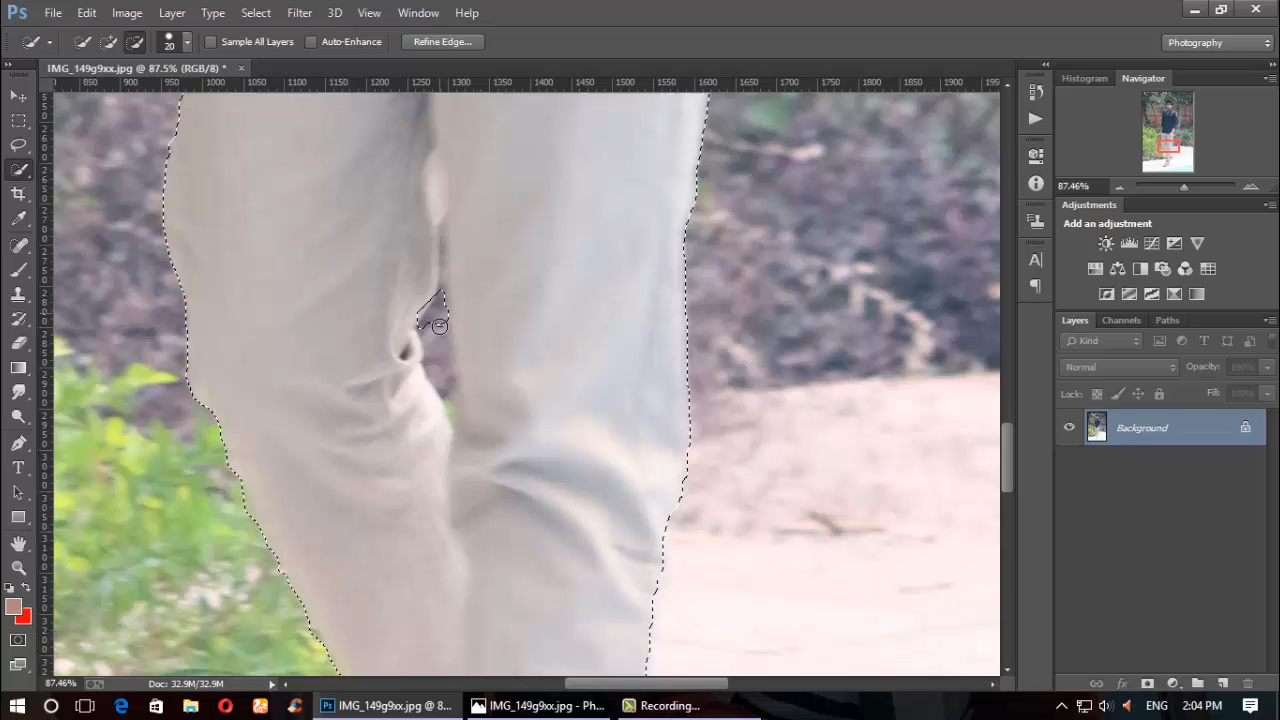 Ps File Edit Image Layer Type Select Filter 3D View Window Help
20 Sample All Layers Auto-Enhance Refine Edge... Photography
IMG_149g9xx.jpg @ 87.5% (RGB/8) * ×
850 900 950 1000 1050 1100 1150 1200 1250 1300 1350 1400 1450 1500 1550 1600 1650 1700 1750 1800 1850 1900 1950 199
Histogram Navigator
87.46%
Adjustments
Add an adjustment
Layers Channels Paths
Kind
Normal Opacity: 100%
Lock: Fill: 100%
Background
87.46% Doc: 32.9M/32.9M
IMG_149g9xx.jpg @ 8... IMG_149g9xx.jpg - Ph... Recording... ENG 2:04 PM